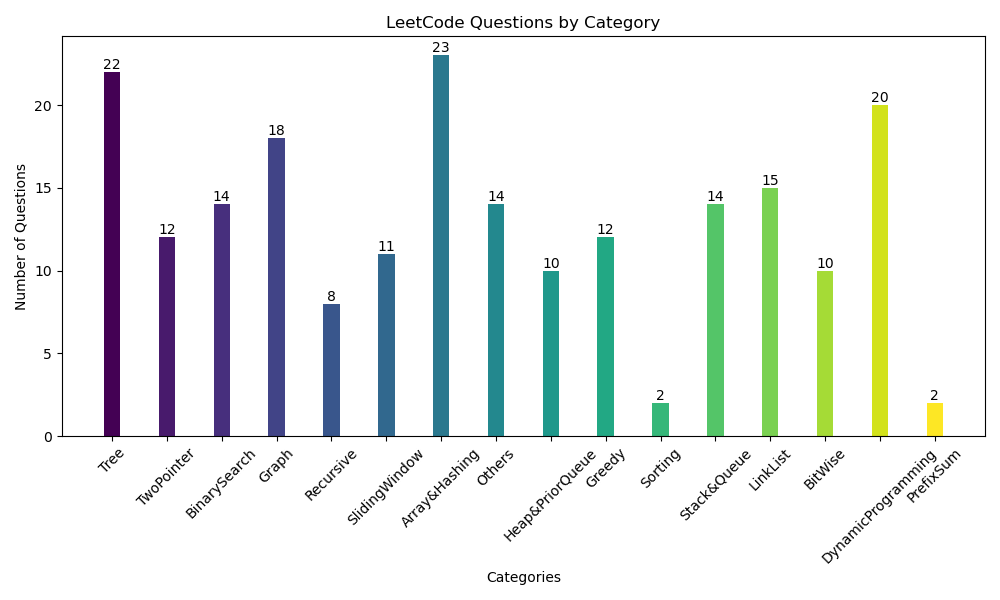 LeetCode Questions by Category
Number of Questions
20
15
10
5
0
22
12
14
18
8
11
23
14
10
12
2
14
15
10
20
2
Tree
TwoPointer
BinarySearch
Graph
Recursive
SlidingWindow
Array&Hashing
Others
Heap&PriorQueue
Greedy
Sorting
Stack&Queue
LinkList
BitWise
DynamicProgramming
PrefixSum
Categories